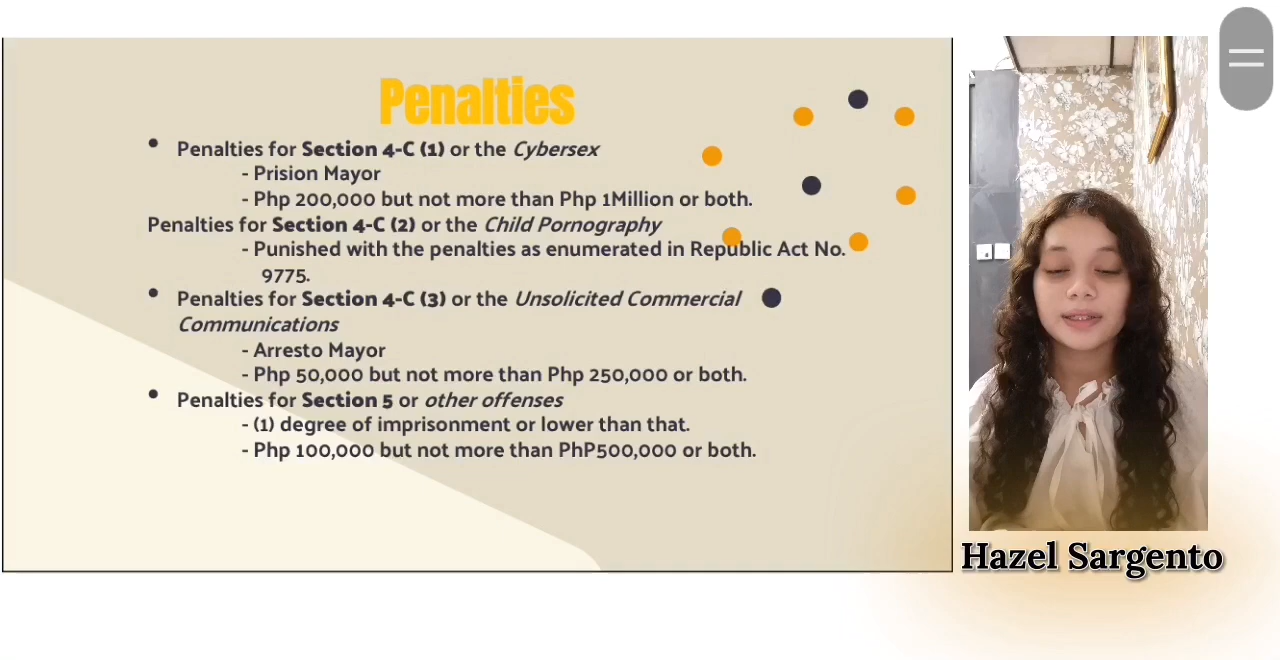 Penalties
Penalties for Section 4-C (1) or the Cybersex
- Prision Mayor
- Php 200,000 but not more than Php 1Million or both.
Penalties for Section 4-C (2) or the Child Pornography
- Punished with the penalties as enumerated in Republic Act No.
9775.
Penalties for Section 4-C (3) or the Unsolicited Commercial
Communications
- Arresto Mayor
- Php 50,000 but not more than Php 250,000 or both.
Penalties for Section 5 or other offenses
- (1) degree of imprisonment or lower than that.
- Php 100,000 but not more than PhP500,000 or both.
Hazel Sargento